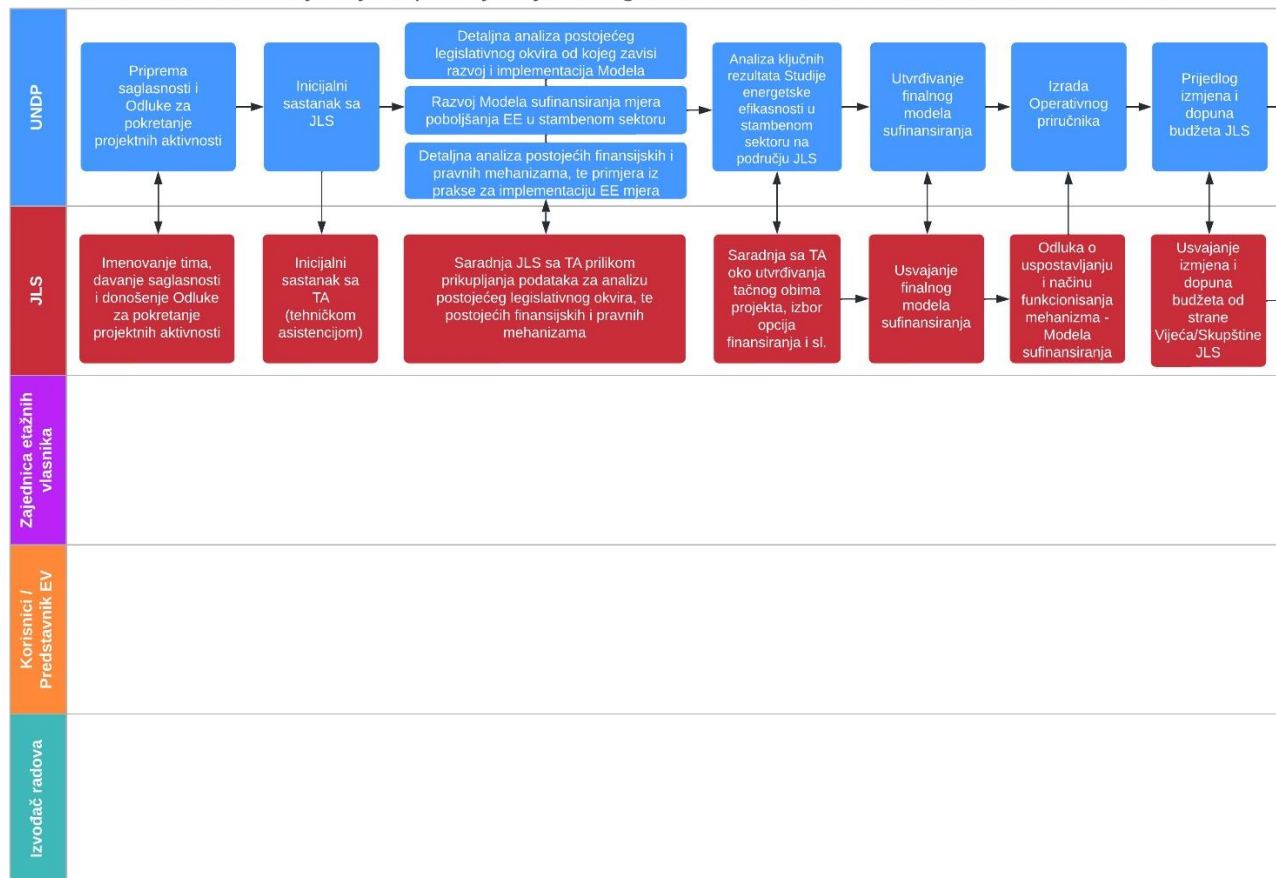 UNDP
Priprema
saglasnosti i
Odluke za
pokretanje
projektnih aktivnosti
Inicijalni
sastanak sa
JLS
Detaljna analiza postojećeg
legislativnog okvira od kojeg zavisi
razvoj i implementacija Modela
Razvoj Modela sufinansiranja mjera
poboljšanja EE u stambenom sektoru
Detaljna analiza postojećih finansijskih i
pravnih mehanizama, te primjera iz
prakse za implementaciju EE mjera
Analiza ključnih
rezultata Studije
energetske
efikasnosti u
stambenom
sektoru na
području JLS
Utvrđivanje
finalnog
modela
sufinansiranja
Izrada
Operativnog
priručnika
Prijedlog
izmjena i
dopuna
budžeta JLS
JLS
Imenovanje tima,
davanje saglasnosti
i donošenje Odluke
za pokretanje
projektnih aktivnosti
Inicijalni
sastanak sa
TA
(tehničkom
asistencijom)
Saradnja JLS sa TA prilikom
prikupljanja podataka za analizu
postojećeg legislativnog okvira, te
postojećih finansijskih i pravnih
mehanizama
Saradnja sa TA
oko utvrđivanja
tačnog obima
projekta, izbor
opcija
finansiranja i sl.
Usvajanje
finalnog
modela
sufinansiranja
Odluka o
uspostavljanju
i načinu
funkcionisanja
mehanizma -
Modela
sufinansiranja
Usvajanje
izmjena i
dopuna
budžeta od
strane
Vijeća/Skupštine
JLS
Zajednica etažnih
vlasnika
Korisnici /
Predstavnik EV
Izvođač radova